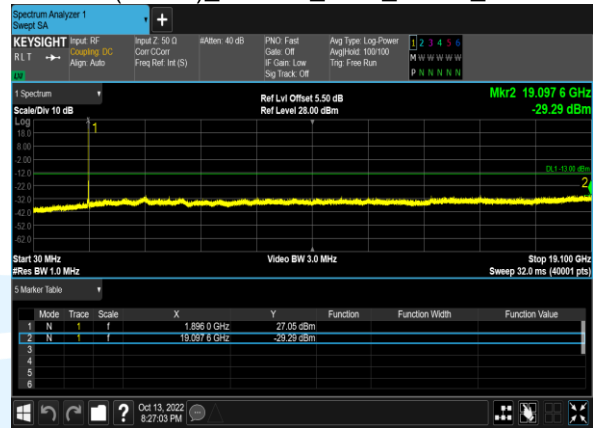 Spectrum Analyzer 1
Swept SA
KEYSIGHT
RLT
LU
Input: RF
Coupling: DC
Align: Auto
Input Z: 50 Ω
Corr CCorr
Freq Ref: Int (S)
#Atten: 40 dB
PNO: Fast
Gate: Off
IF Gain: Low
Sig Track: Off
Avg Type: Log-Power
Avg|Hold: 100/100
Trig: Free Run
1 2 3 4 5 6
M W W W W W
P N N N N N
1 Spectrum
Scale/Div 10 dB
Ref Lvl Offset 5.50 dB
Ref Level 28.00 dBm
Mkr2 19.097 6 GHz
-29.29 dBm
Log
18.0
8.00
-2.00
-12.0
-22.0
-32.0
-42.0
-52.0
-62.0
1
DL1 -13.00 dBm
2
Start 30 MHz
#Res BW 1.0 MHz
Video BW 3.0 MHz
Stop 19.100 GHz
Sweep 32.0 ms (40001 pts)
5 Marker Table
Mode Trace Scale X Y Function Function Width Function Value
1 N 1 f 1.896 0 GHz 27.05 dBm
2 N 1 f 19.097 6 GHz -29.29 dBm
3
4
5
6
?
Oct 13, 2022
8:27:03 PM